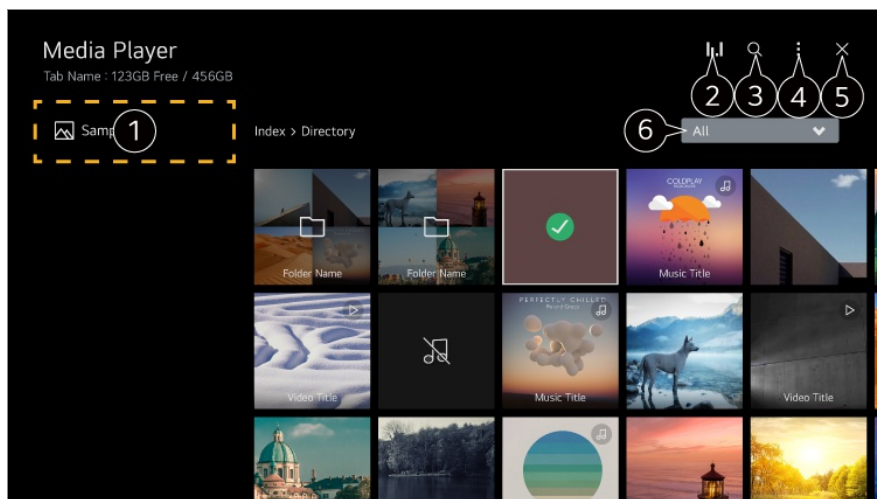 Media Player
Tab Name : 123GB Free / 456GB
2
3
4
5
1
Index > Directory
6
All
COLDPLAY
Folder Name
Folder Name
Music Title
PERFECTLY CHILLED
Video Title
Music Title
Video Title